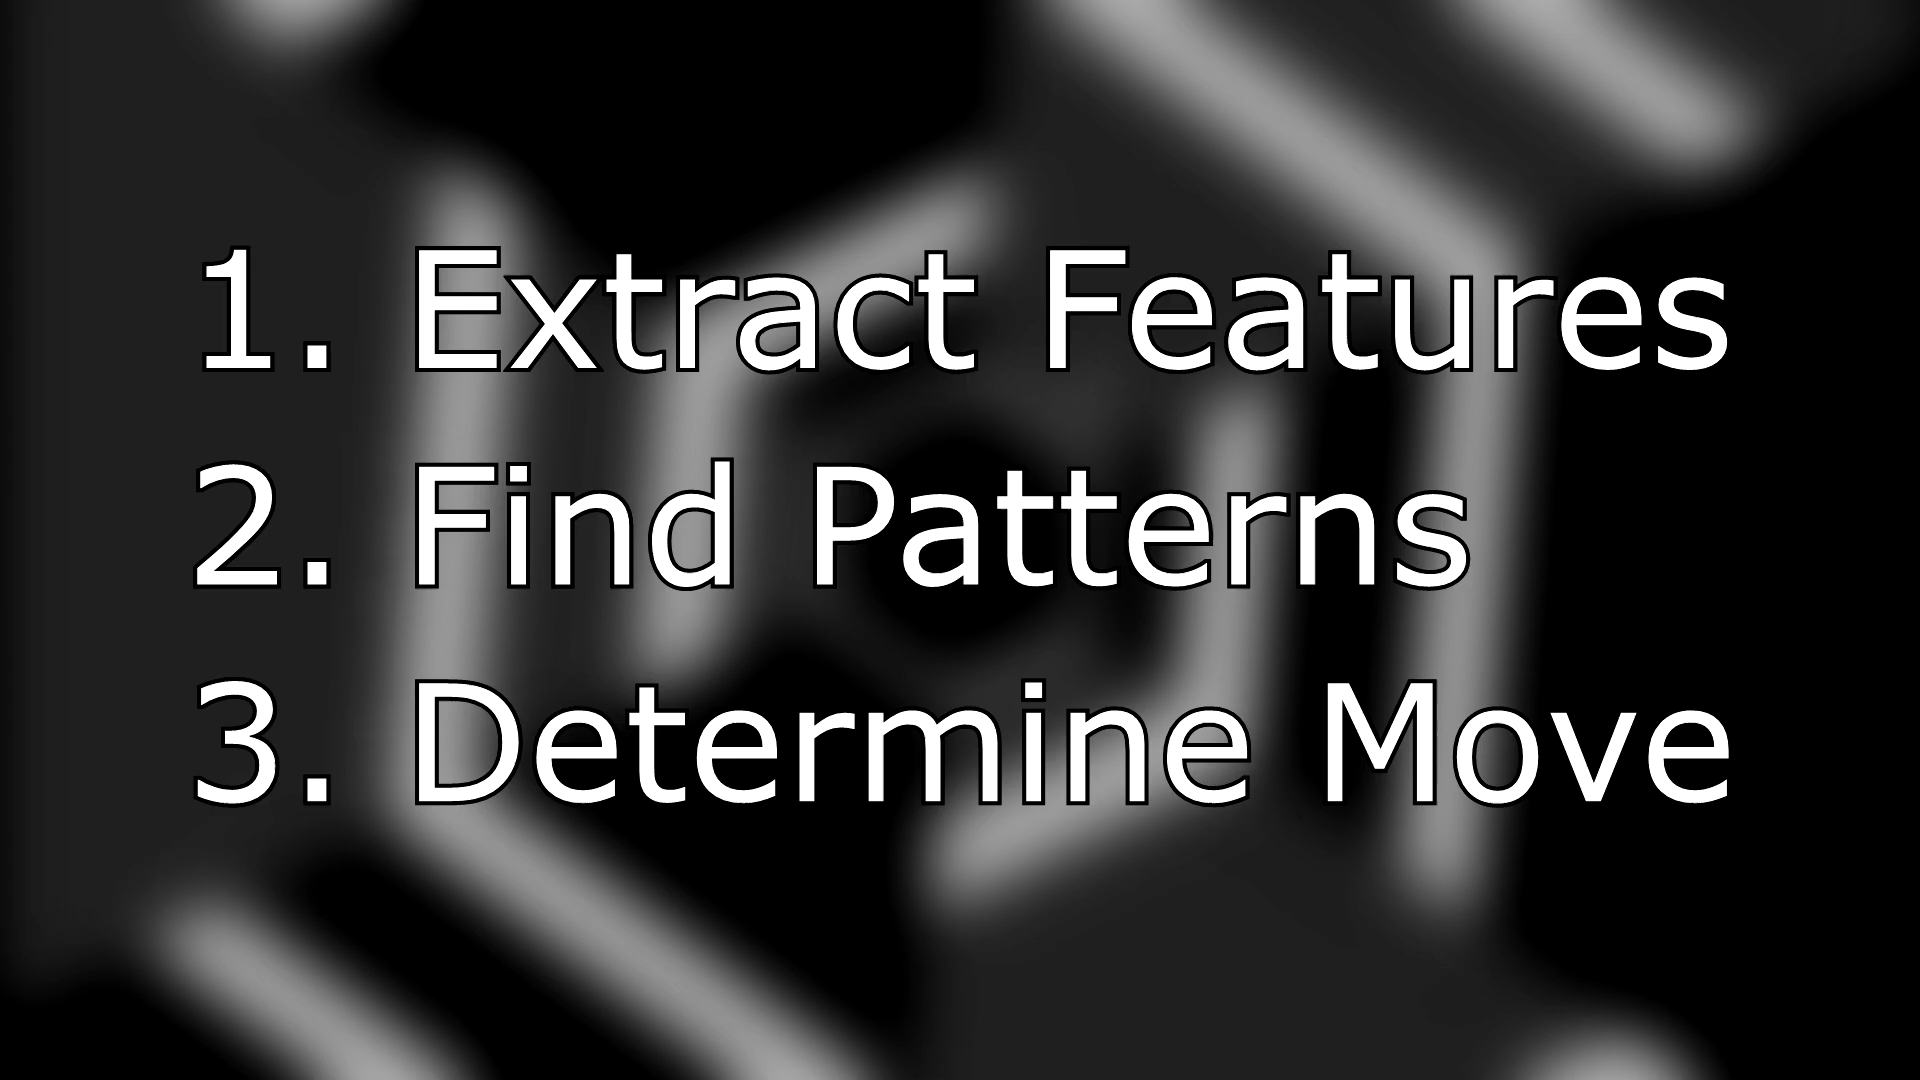 1. Extract Features
2. Find Patterns
3. Determine Move